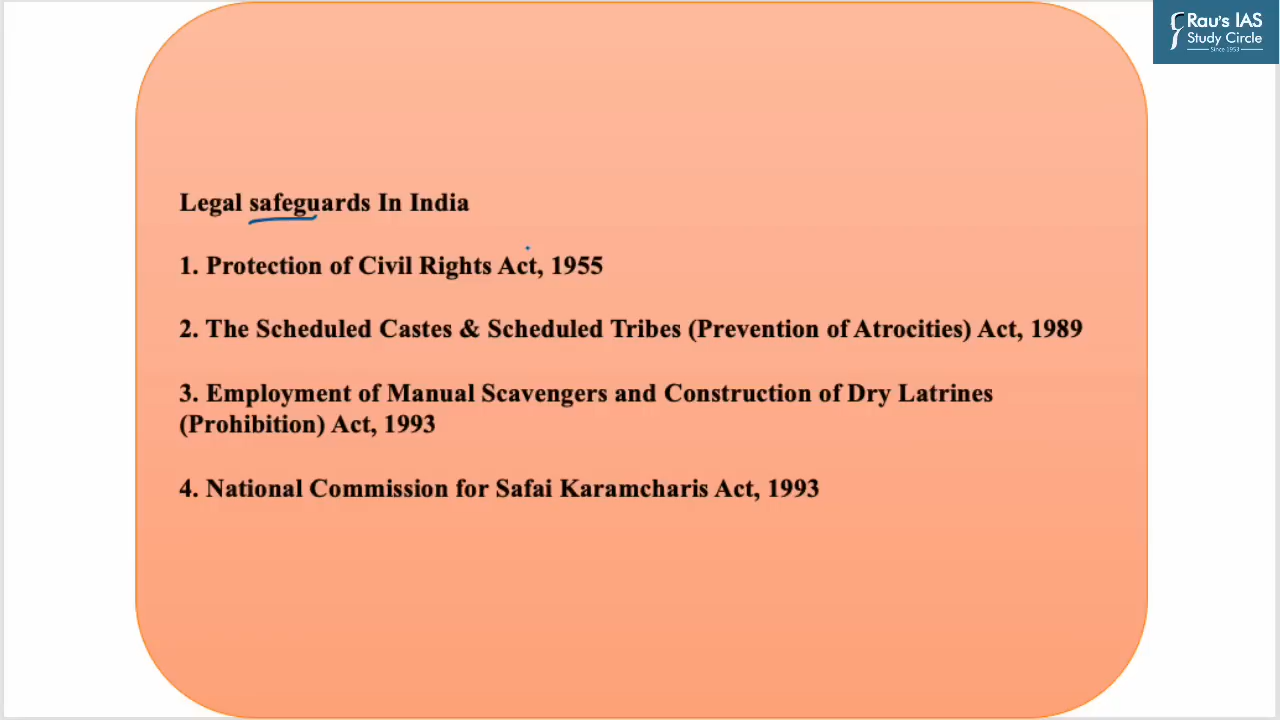 Rau's IAS
Study Circle
Since 1953
Legal safeguards In India
1. Protection of Civil Rights Act, 1955
2. The Scheduled Castes & Scheduled Tribes (Prevention of Atrocities) Act, 1989
3. Employment of Manual Scavengers and Construction of Dry Latrines
(Prohibition) Act, 1993
4. National Commission for Safai Karamcharis Act, 1993